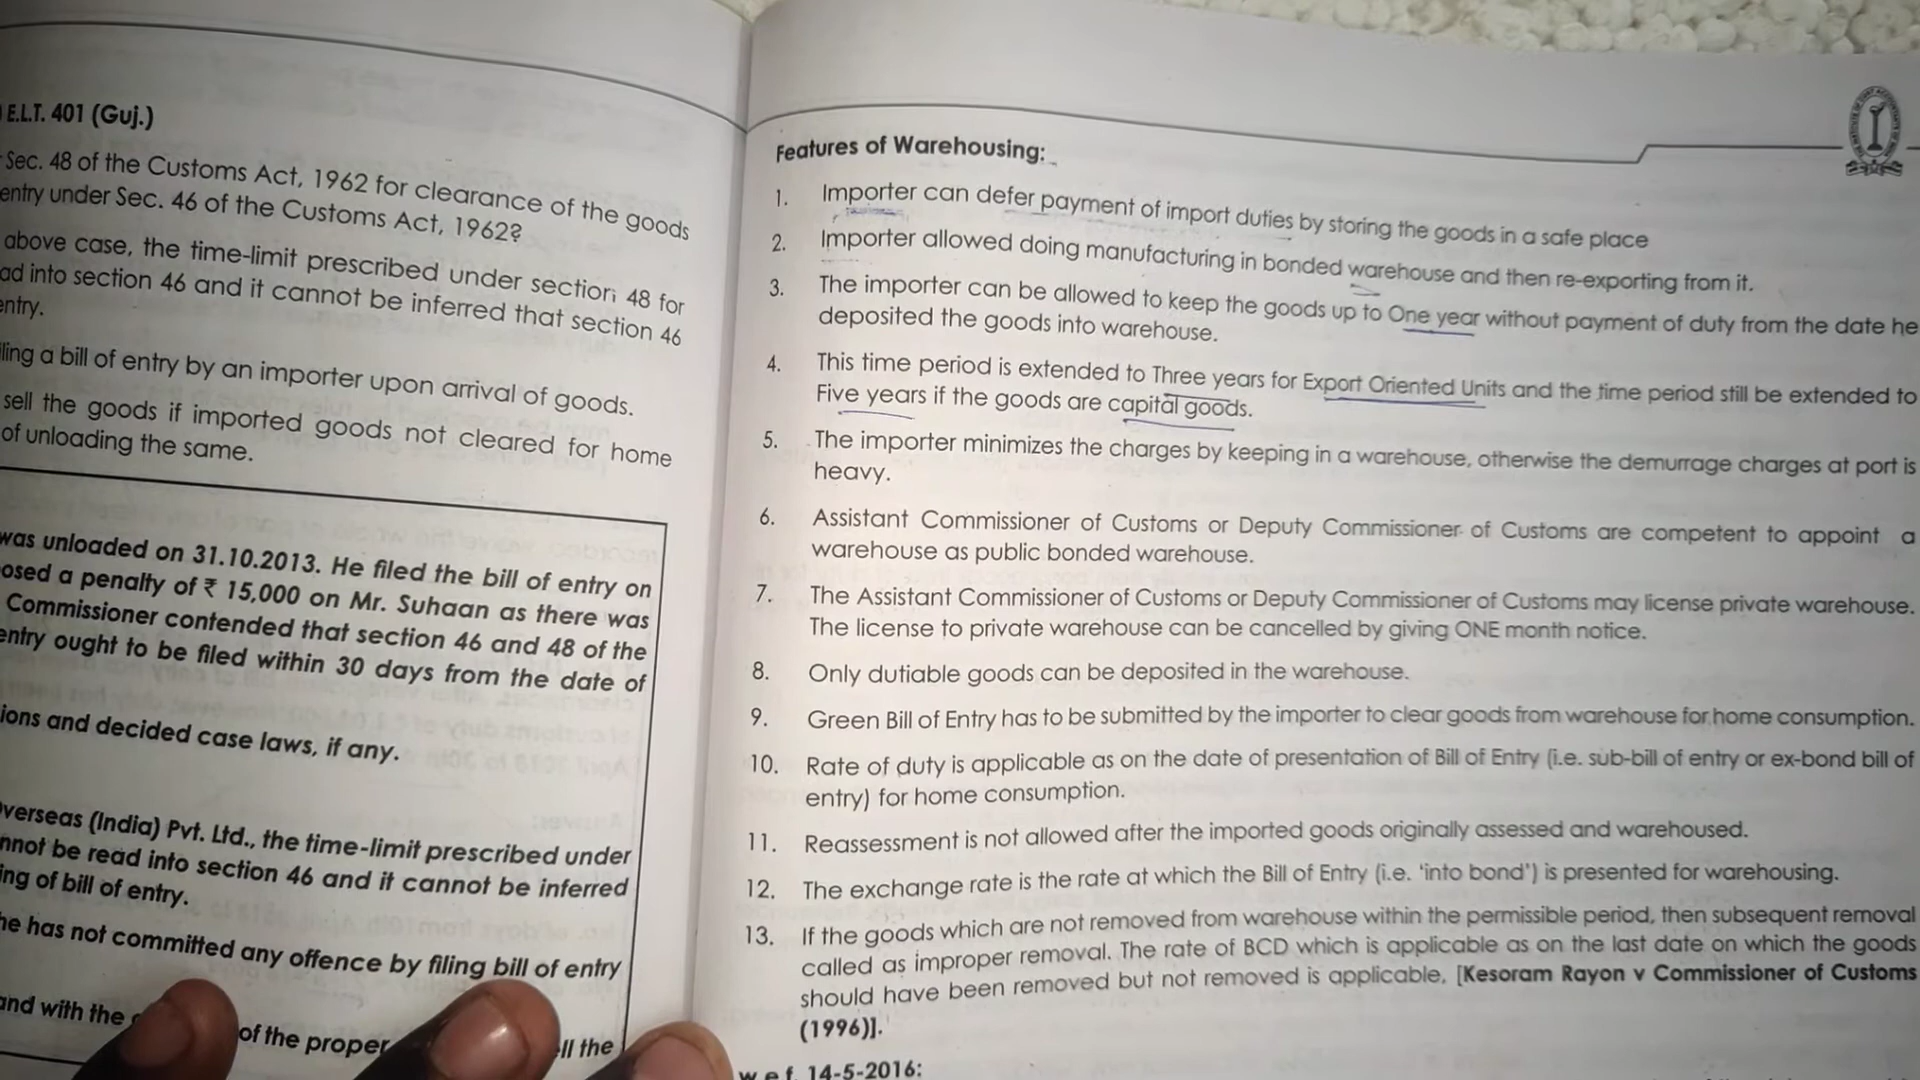 E.L.T. 401 (Guj.)
Sec. 48 of the Customs Act, 1962 for clearance of the goods
entry under Sec. 46 of the Customs Act, 1962?
above case, the time-limit prescribed under section 48 for
ad into section 46 and it cannot be inferred that section 46
entry.
ling a bill of entry by an importer upon arrival of goods.
sell the goods if imported goods not cleared for home
of unloading the same.
was unloaded on 31.10.2013. He filed the bill of entry on
osed a penalty of ₹ 15,000 on Mr. Suhaan as there was
Commissioner contended that section 46 and 48 of the
entry ought to be filed within 30 days from the date of
ions and decided case laws, if any.
verseas (India) Pvt. Ltd., the time-limit prescribed under
nnot be read into section 46 and it cannot be inferred
ing of bill of entry.
he has not committed any offence by filing bill of entry
and with the
of the proper
ll the
Features of Warehousing:
1. Importer can defer payment of import duties by storing the goods in a safe place
2. Importer allowed doing manufacturing in bonded warehouse and then re-exporting from it.
3. The importer can be allowed to keep the goods up to One year without payment of duty from the date he
deposited the goods into warehouse.
4. This time period is extended to Three years for Export Oriented Units and the time period still be extended to
Five years if the goods are capital goods.
5. The importer minimizes the charges by keeping in a warehouse, otherwise the demurrage charges at port is
heavy.
6. Assistant Commissioner of Customs or Deputy Commissioner of Customs are competent to appoint a
warehouse as public bonded warehouse.
7. The Assistant Commissioner of Customs or Deputy Commissioner of Customs may license private warehouse.
The license to private warehouse can be cancelled by giving ONE month notice.
8. Only dutiable goods can be deposited in the warehouse.
9. Green Bill of Entry has to be submitted by the importer to clear goods from warehouse for home consumption.
10. Rate of duty is applicable as on the date of presentation of Bill of Entry (i.e. sub-bill of entry or ex-bond bill of
entry) for home consumption.
11. Reassessment is not allowed after the imported goods originally assessed and warehoused.
12. The exchange rate is the rate at which the Bill of Entry (i.e. 'into bond') is presented for warehousing.
13. If the goods which are not removed from warehouse within the permissible period, then subsequent removal
called as improper removal. The rate of BCD which is applicable as on the last date on which the goods
should have been removed but not removed is applicable. [Kesoram Rayon v Commissioner of Customs
(1996)].
w e f. 14-5-2016: